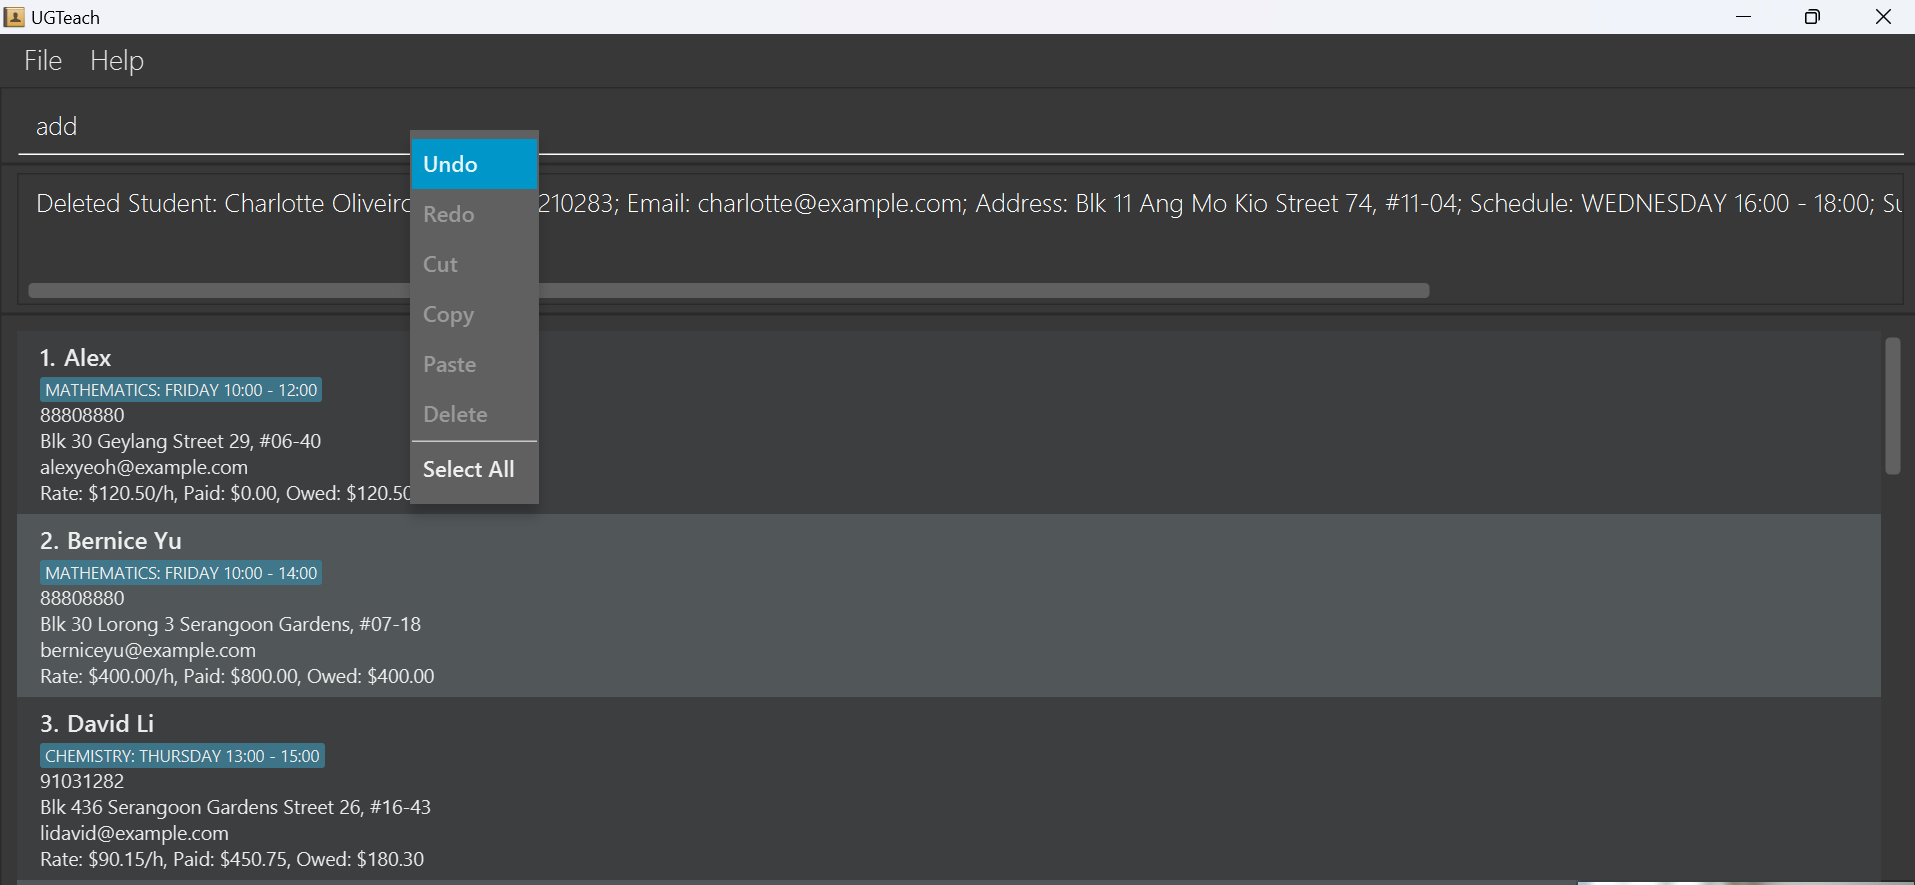 UGTeach
File Help
add
Deleted Student: Charlotte Oliveiro 210283; Email: charlotte@example.com; Address: Blk 11 Ang Mo Kio Street 74, #11-04; Schedule: WEDNESDAY 16:00 - 18:00;
Undo
Redo
Cut
Copy
Paste
Delete
Select All
1. Alex
MATHEMATICS: FRIDAY 10:00 - 12:00
88808880
Blk 30 Geylang Street 29, #06-40
alexyeoh@example.com
Rate: $120.50/h, Paid: $0.00, Owed: $120.50
2. Bernice Yu
MATHEMATICS: FRIDAY 10:00 - 14:00
88808880
Blk 30 Lorong 3 Serangoon Gardens, #07-18
berniceyu@example.com
Rate: $400.00/h, Paid: $800.00, Owed: $400.00
3. David Li
CHEMISTRY: THURSDAY 13:00 - 15:00
91031282
Blk 436 Serangoon Gardens Street 26, #16-43
lidavid@example.com
Rate: $90.15/h, Paid: $450.75, Owed: $180.30